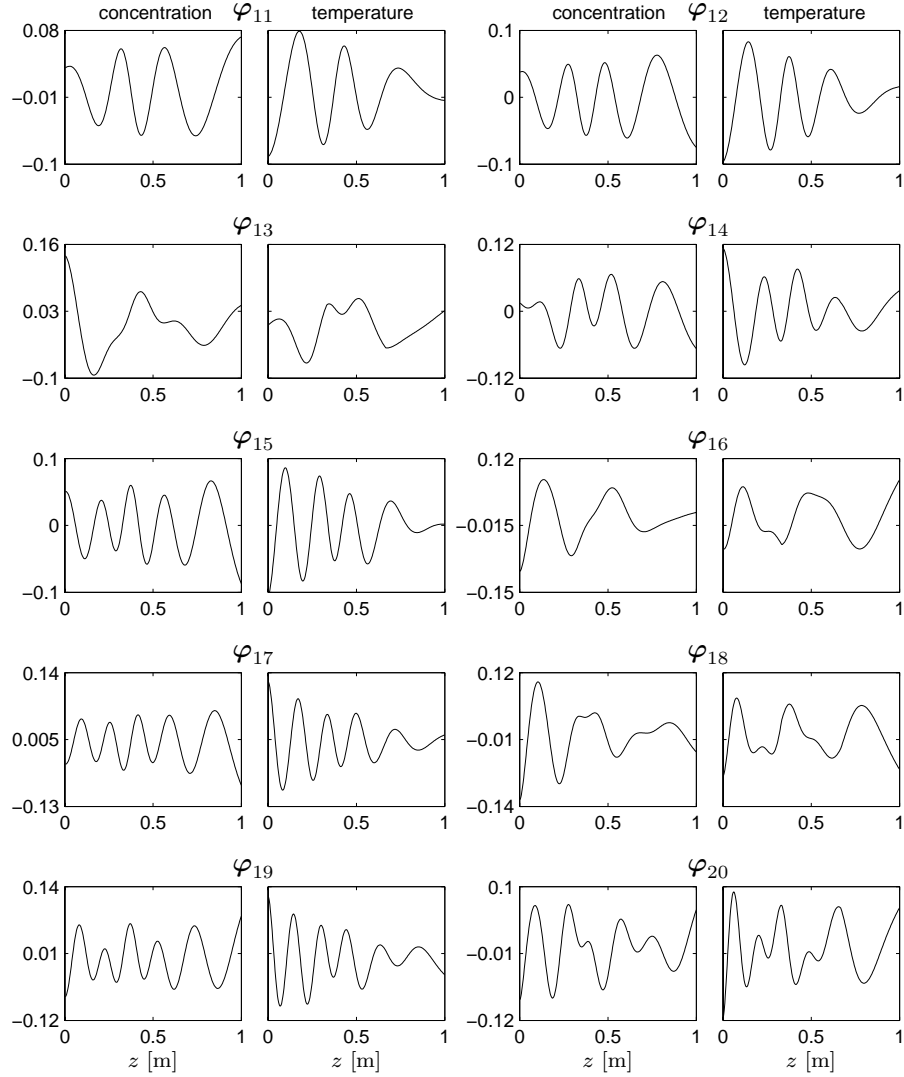 concentration φ11 temperature concentration φ12 temperature
0.08 0.1
−0.01 0
−0.1 −0.1
0 0.5 1 0 0.5 1 0 0.5 1 0 0.5 1
φ13 φ14
0.16 0.12
0.03 0
−0.1 −0.12
0 0.5 1 0 0.5 1 0 0.5 1 0 0.5 1
φ15 φ16
0.1 0.12
0 −0.015
−0.1 −0.15
0 0.5 1 0 0.5 1 0 0.5 1 0 0.5 1
φ17 φ18
0.14 0.12
0.005 −0.01
−0.13 −0.14
0 0.5 1 0 0.5 1 0 0.5 1 0 0.5 1
φ19 φ20
0.14 0.1
0.01 −0.01
−0.12 −0.12
0 0.5 1 0 0.5 1 0 0.5 1 0 0.5 1
z [m] z [m] z [m] z [m]